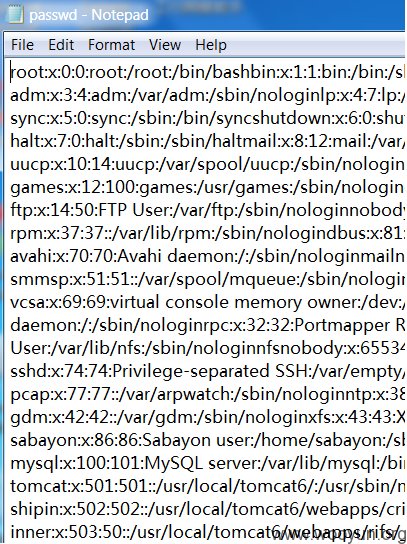 passwd - Notepad
File Edit Format View Help
root:x:0:0:root:/root:/bin/bashbin:x:1:1:bin:/bin:/s
adm:x:3:4:adm:/var/adm:/sbin/nologinlp:x:4:7:lp:/
sync:x:5:0:sync:/sbin:/bin/syncshutdown:x:6:0:shut
halt:x:7:0:halt:/sbin:/sbin/haltmail:x:8:12:mail:/var/
uucp:x:10:14:uucp:/var/spool/uucp:/sbin/nologin
games:x:12:100:games:/usr/games:/sbin/nologin
ftp:x:14:50:FTP User:/var/ftp:/sbin/nologinnobody
rpm:x:37:37::/var/lib/rpm:/sbin/nologindbus:x:81:
avahi:x:70:70:Avahi daemon:/:/sbin/nologinmailn
smmsp:x:51:51::/var/spool/mqueue:/sbin/nologin
vcsa:x:69:69:virtual console memory owner:/dev:/
daemon:/:/sbin/nologinrpc:x:32:32:Portmapper R
User:/var/lib/nfs:/sbin/nologinnfsnobody:x:65534
sshd:x:74:74:Privilege-separated SSH:/var/empty/
pcap:x:77:77::/var/arpwatch:/sbin/nologinntp:x:38
gdm:x:42:42::/var/gdm:/sbin/nologinxfs:x:43:43:X
sabayon:x:86:86:Sabayon user:/home/sabayon:/sb
mysql:x:100:101:MySQL server:/var/lib/mysql:/bin
tomcat:x:501:501::/usr/local/tomcat6/:/sbin/nolo
shipin:x:502:502::/usr/local/tomcat6/webapps/cri
inner:x:503:50::/usr/local/tomcat6/webapps/nfs/
www.wooyun.org